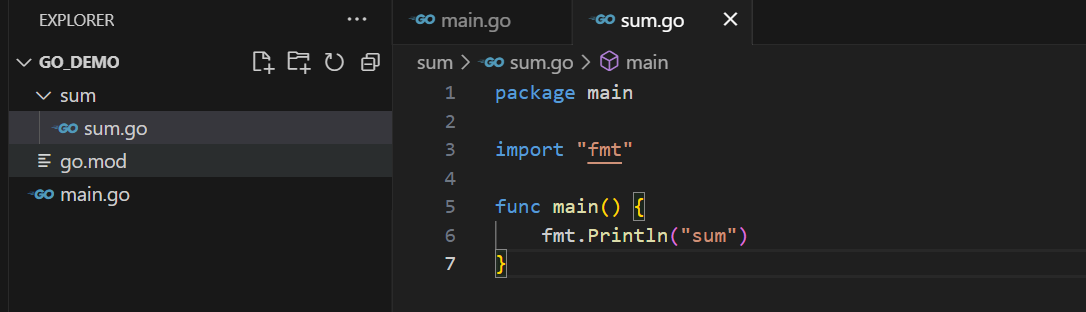 EXPLORER
GO_DEMO
sum
GO sum.go
go.mod
GO main.go
GO main.go
GO sum.go
sum > GO sum.go > main
1 package main
2
3 import "fmt"
4
5 func main() {
6 fmt.Println("sum")
7 }